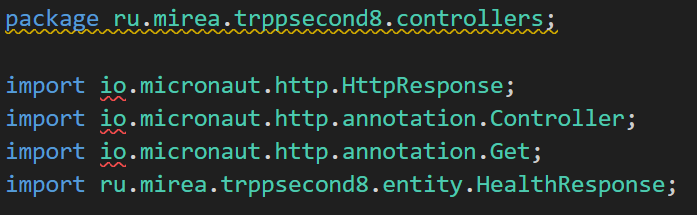 package ru.mirea.trppsecond8.controllers;
import io.micronaut.http.HttpResponse;
import io.micronaut.http.annotation.Controller;
import io.micronaut.http.annotation.Get;
import ru.mirea.trppsecond8.entity.HealthResponse;